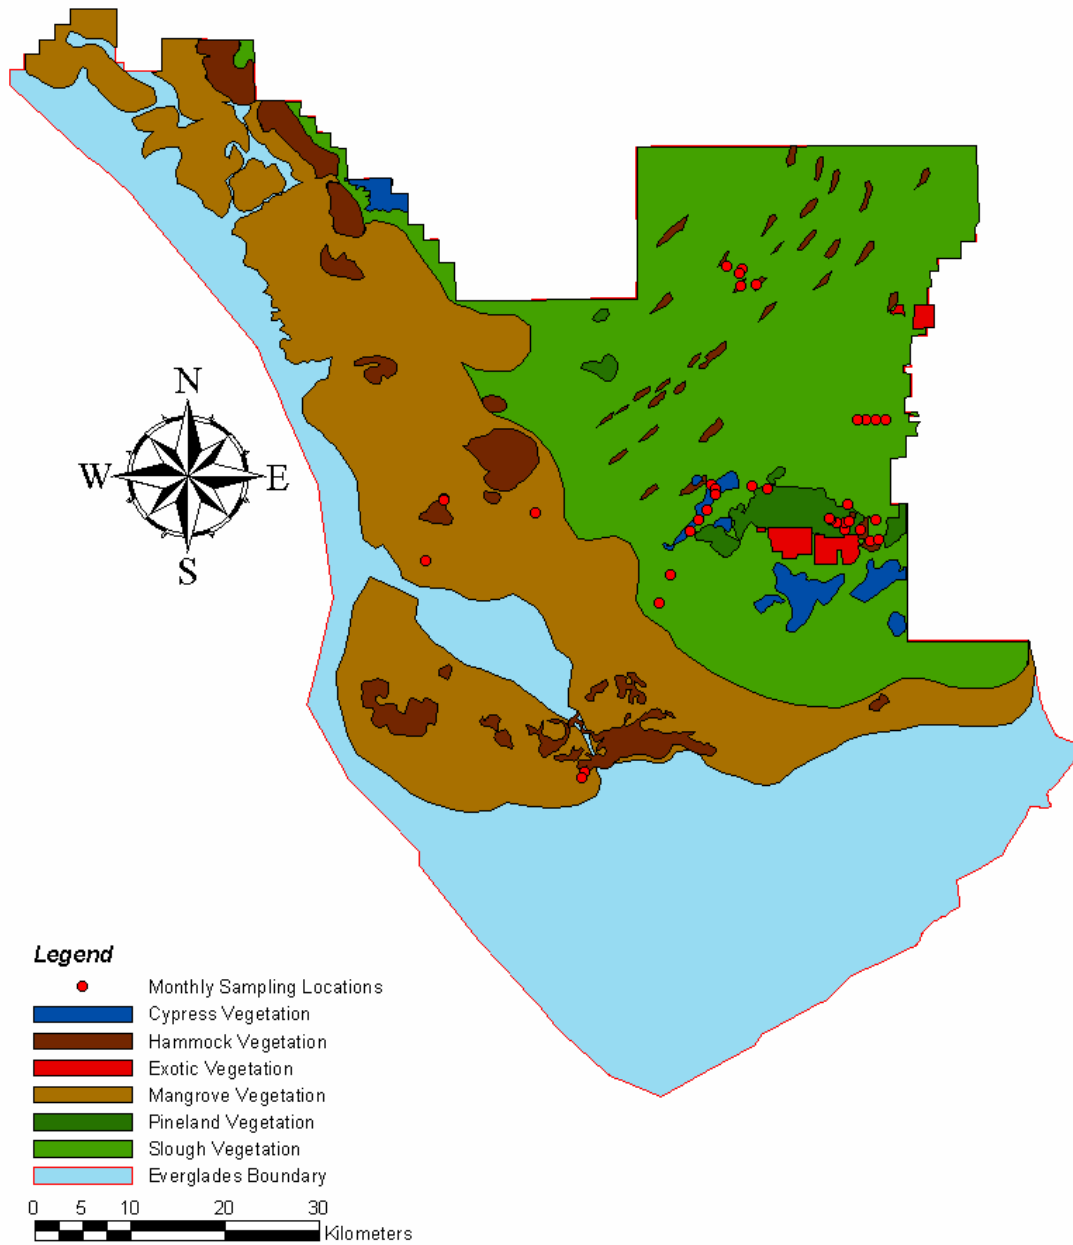 N
W E
S
Legend
Monthly Sampling Locations
Cypress Vegetation
Hammock Vegetation
Exotic Vegetation
Mangrove Vegetation
Pineland Vegetation
Slough Vegetation
Everglades Boundary
0 5 10 20 30
Kilometers